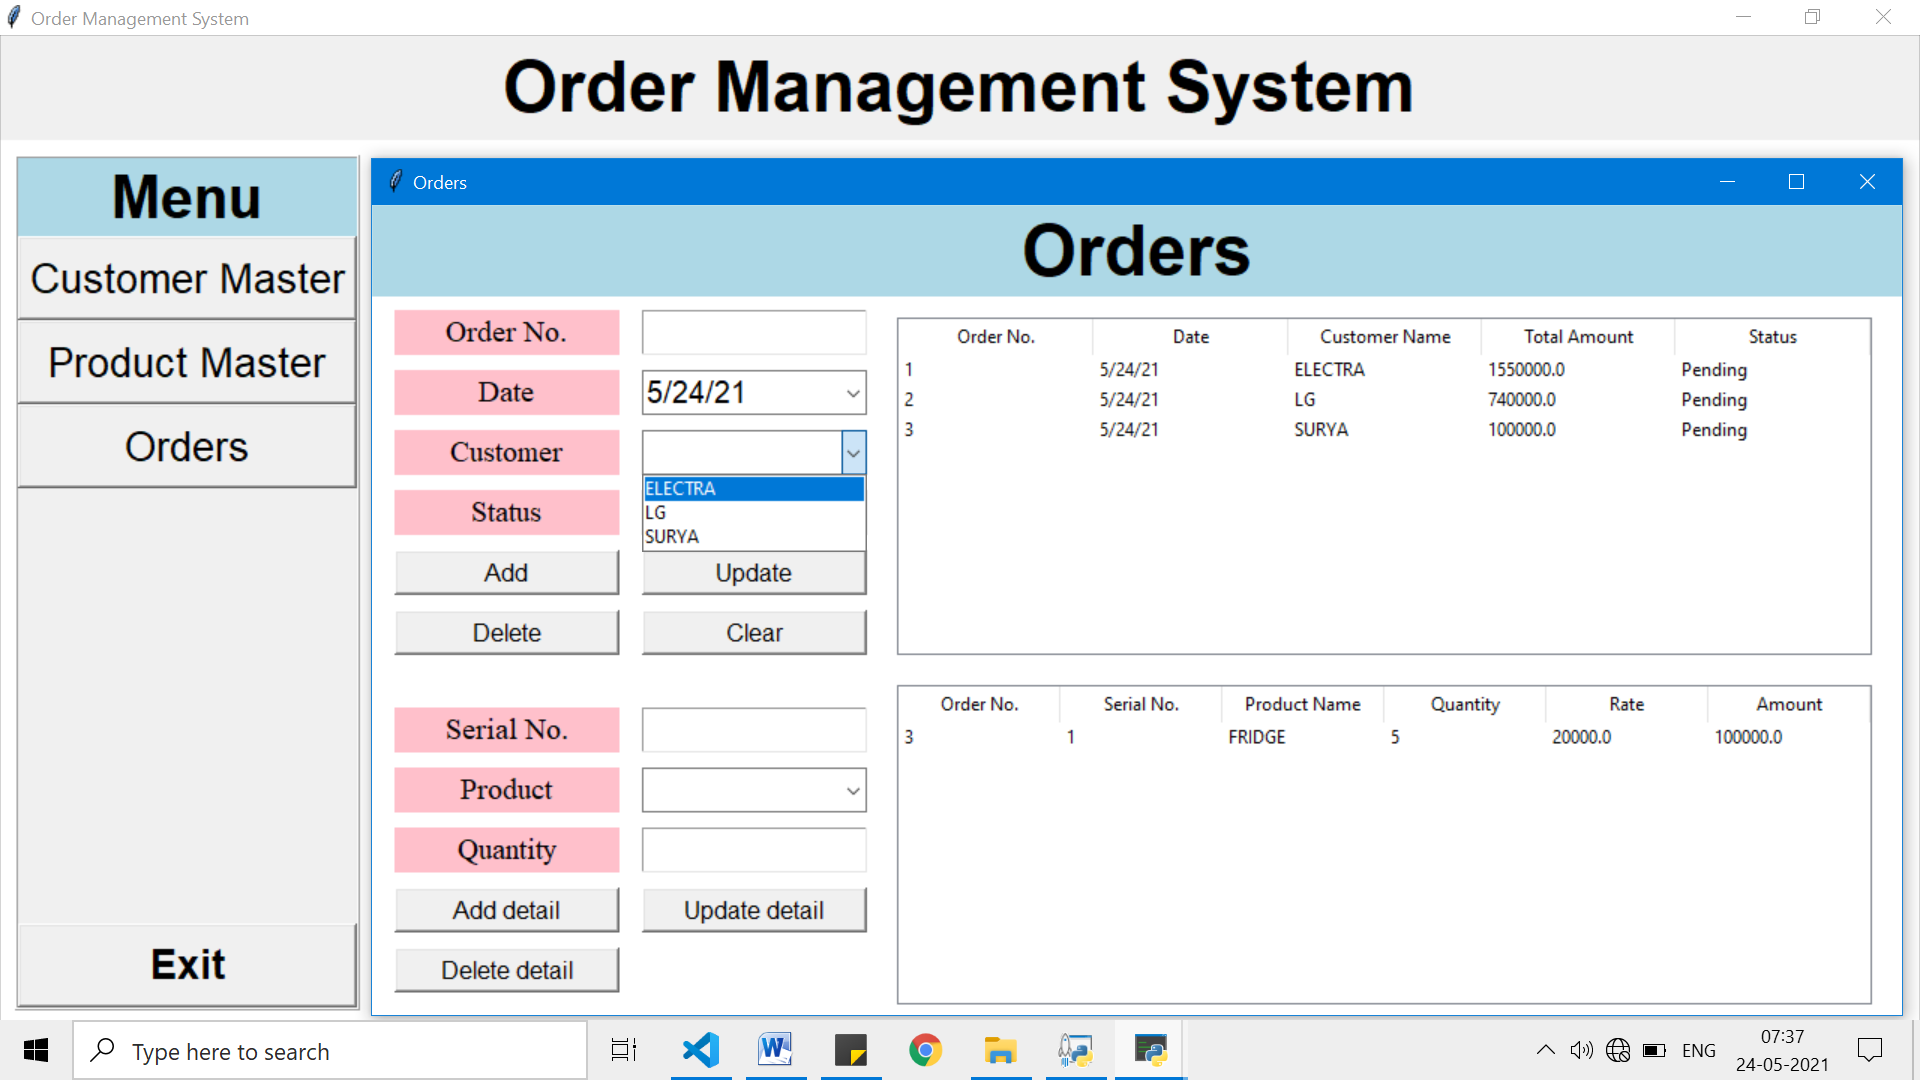 Order Management System
Order Management System
Menu
Customer Master
Product Master
Orders
Exit
Orders
Orders
Order No.
Date 5/24/21
Customer
ELECTRA
LG
SURYA
Status
Add Update
Delete Clear
Order No. Date Customer Name Total Amount Status
1 5/24/21 ELECTRA 1550000.0 Pending
2 5/24/21 LG 740000.0 Pending
3 5/24/21 SURYA 100000.0 Pending
Serial No.
Product
Quantity
Add detail Update detail
Delete detail
Order No. Serial No. Product Name Quantity Rate Amount
3 1 FRIDGE 5 20000.0 100000.0
Type here to search
W
ENG
07:37
24-05-2021